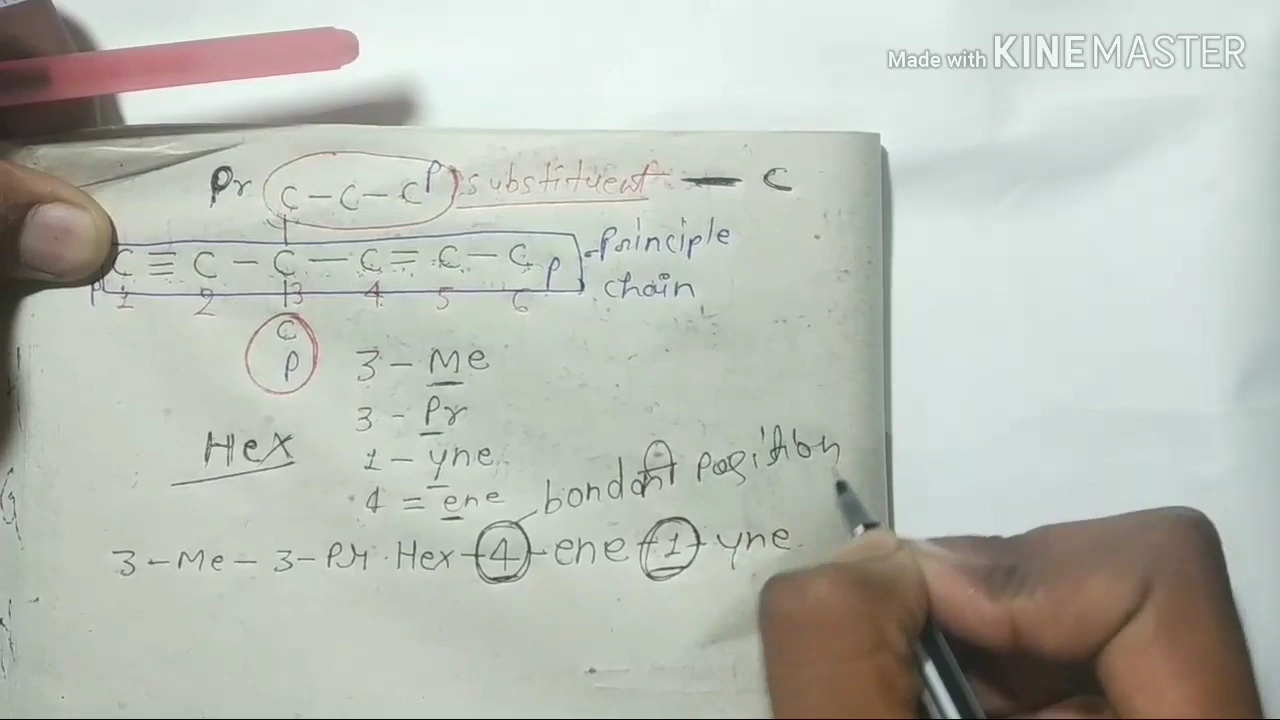 Made with KINEMASTER
Pr C - C - C P substituent - C
C ≡ C - C - C = C - C P - Principle
P 1 2 3 4 5 6 chain
C
P
3 - Me
3 - Pr
Hex
1 - yne
4 = ene
position
3 - Me - 3 - Pr. Hex - 4 - ene - 1 - yne